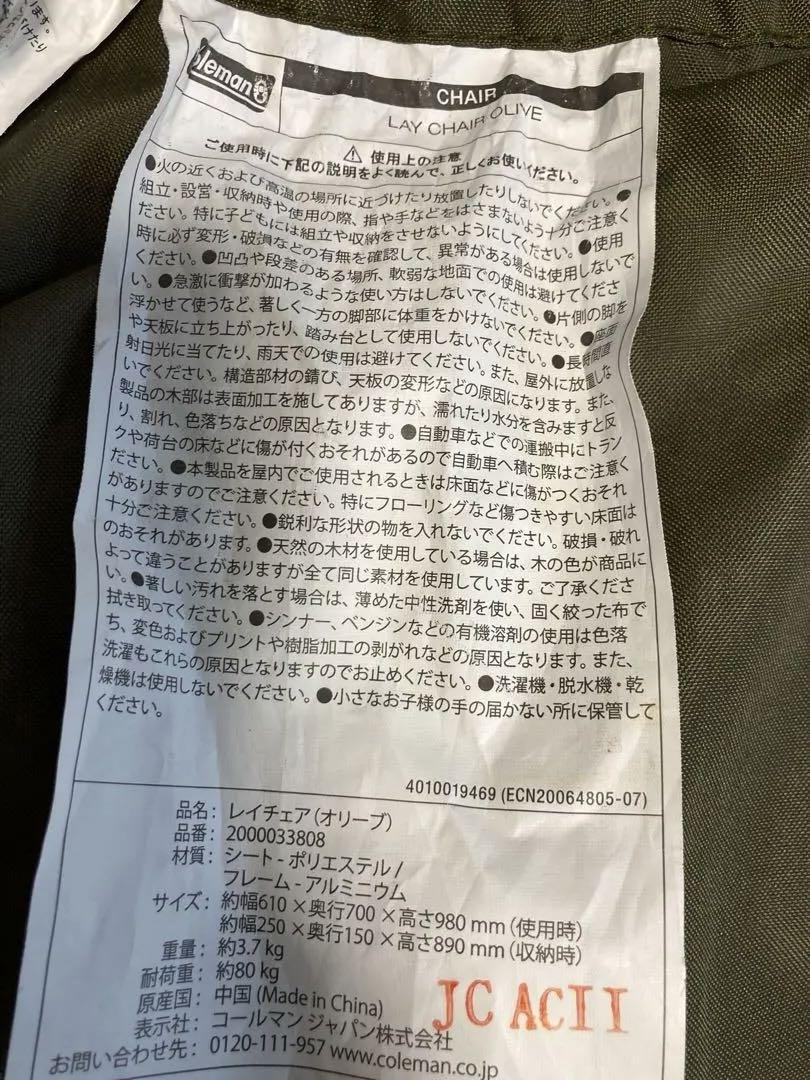 ます。
けたり
oleman
CHAIR
LAY CHAIR OLIVE
⚠ 使用上の注意
ご使用時に下記の説明をよく読んで、正しくお使いください。
●火の近くおよび高温の場所に近づけたり放置したりしないでください。●
組立・設営・収納時や使用の際、指や手などをはさまないよう十分ご注意く
ださい。特に子どもには組立や収納をさせないようにしてください。●使用
時に必ず変形・破損などの有無を確認して、異常がある場合は使用しないで
ください。●凹凸や段差のある場所、軟弱な地面での使用は避けてくださ
い。●急激に衝撃が加わるような使い方はしないでください。●片側の脚を
浮かせて使うなど、著しく一方の脚部に体重をかけないでください。●座面
や天板に立ち上がったり、踏み台として使用しないでください。●長時間直
射日光に当てたり、雨天での使用は避けてください。また、屋外に放置しな
いでください。構造部材の錆び、天板の変形などの原因になります。また、
製品の木部は表面加工を施してありますが、濡れたり水分を含みますと反
り、割れ、色落ちなどの原因となります。●自動車などでの運搬中にトラン
クや荷台の床などに傷が付くおそれがあるので自動車へ積む際はご注意く
ださい。●本製品を屋内でご使用されるときは床面などに傷がつくおそれ
がありますのでご注意ください。特にフローリングなど傷つきやすい床面は
十分ご注意ください。●鋭利な形状の物を入れないでください。破損・破れ
のおそれがあります。●天然の木材を使用している場合は、木の色が商品に
よって違うことがありますが全て同じ素材を使用しています。ご了承くださ
い。●著しい汚れを落とす場合は、薄めた中性洗剤を使い、固く絞った布で
拭き取ってください。●シンナー、ベンジンなどの有機溶剤の使用は色落
ち、変色およびプリントや樹脂加工の剥がれなどの原因となります。また、
洗濯もこれらの原因となりますのでお止めください。●洗濯機・脱水機・乾
燥機は使用しないでください。●小さなお子様の手の届かない所に保管して
ください。
4010019469 (ECN20064805-07)
品名：レイチェア（オリーブ）
品番：2000033808
材質：シート - ポリエステル /
フレーム - アルミニウム
サイズ：約幅610×奥行700×高さ980 mm（使用時）
約幅250×奥行150×高さ890 mm（収納時）
重量：約3.7 kg
耐荷重：約80 kg
原産国：中国 (Made in China)
表示社：コールマン ジャパン株式会社
お問い合わせ先：0120-111-957 www.coleman.co.jp
JC ACII